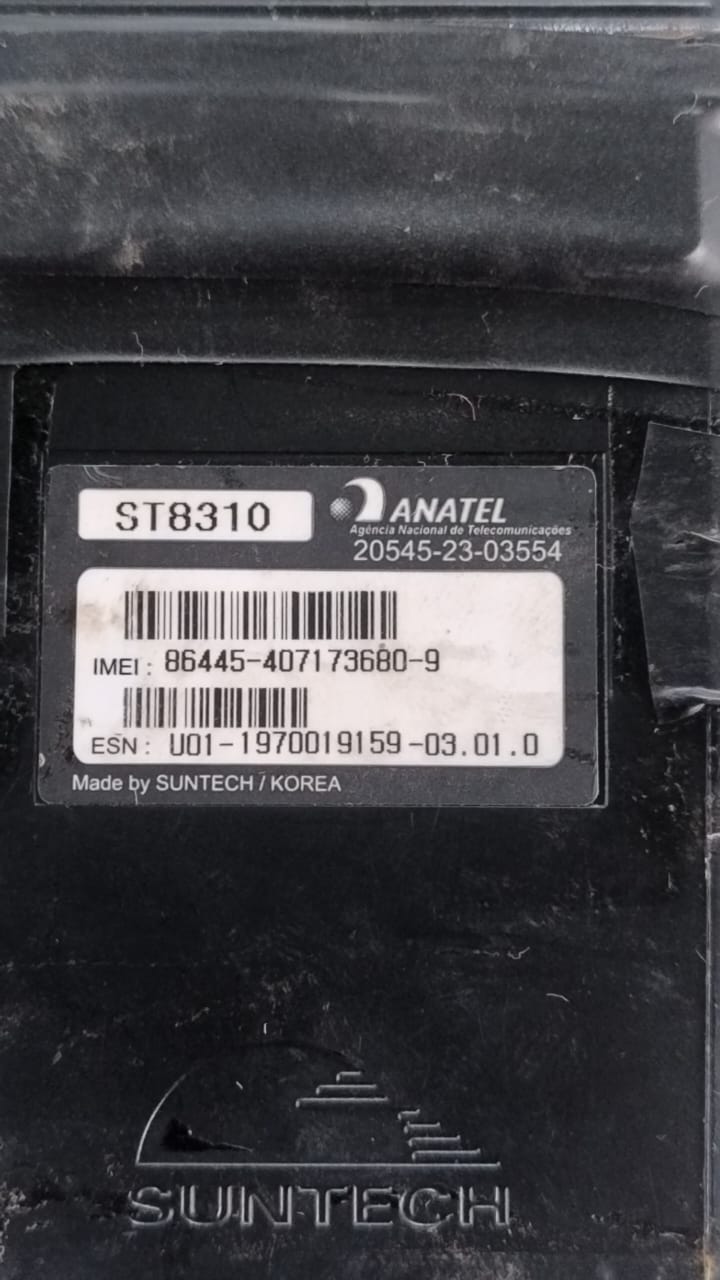 ST8310
ANATEL
Agência Nacional de Telecomunicações
20545-23-03554
IMEI : 86445-407173680-9
ESN : U01-1970019159-03.01.0
Made by SUNTECH / KOREA
SUNTECH